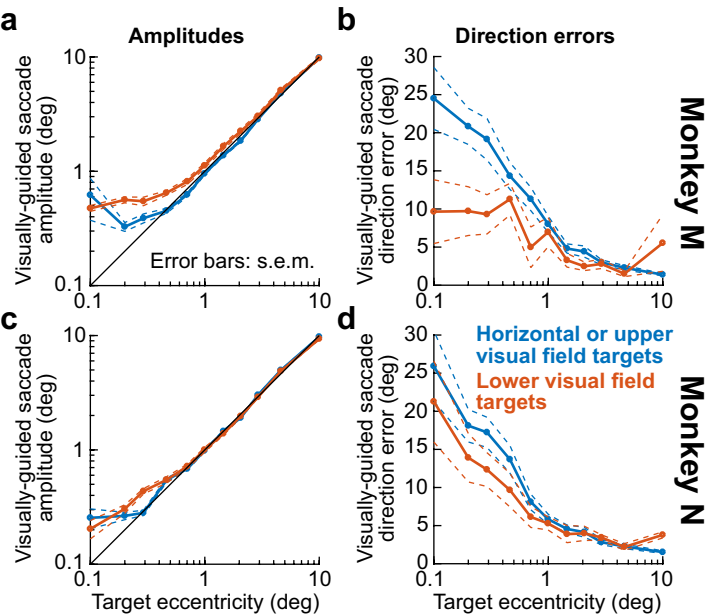 a
Amplitudes
Visually-guided saccade
amplitude (deg)
10
1
0.1
0.1
1
10
Error bars: s.e.m.
b
Direction errors
Visually-guided saccade
direction error (deg)
30
25
20
15
10
5
0
0.1
1
10
Monkey M
c
Visually-guided saccade
amplitude (deg)
10
1
0.1
0.1
1
10
Target eccentricity (deg)
d
Visually-guided saccade
direction error (deg)
30
25
20
15
10
5
0
0.1
1
10
Target eccentricity (deg)
Horizontal or upper
visual field targets
Lower visual field
targets
Monkey N